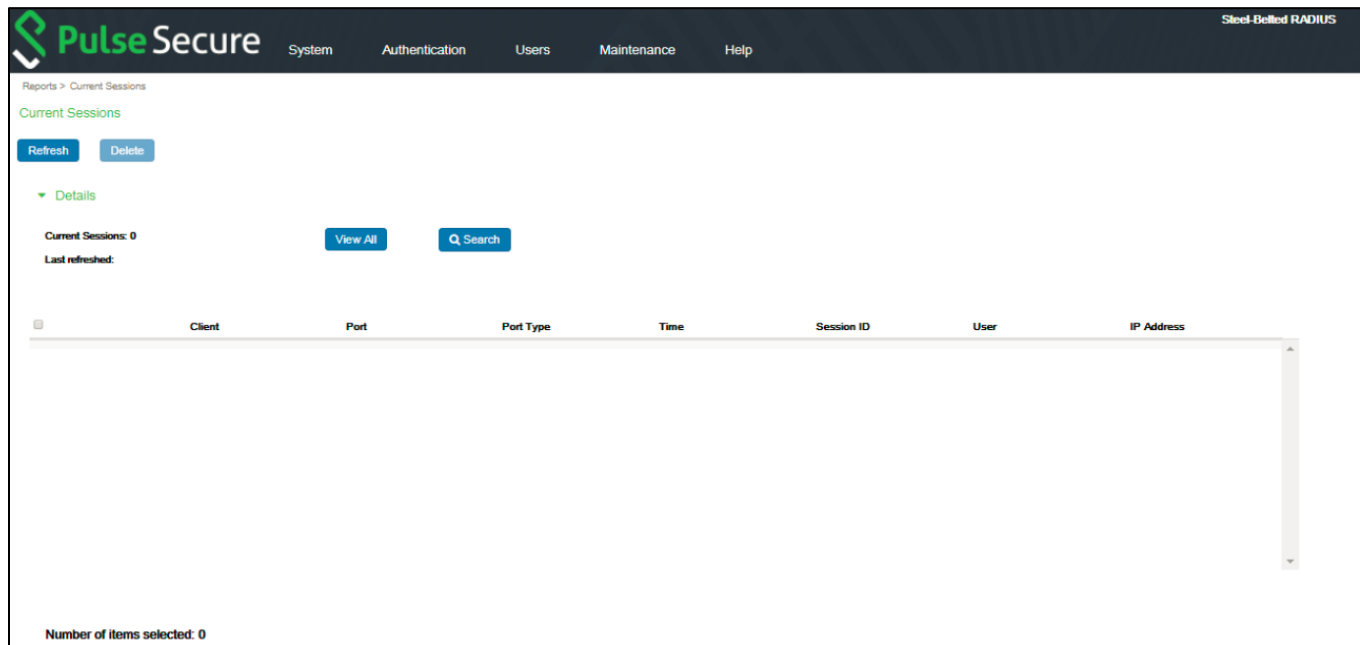 Steel-Belted RADIUS
Pulse Secure System Authentication Users Maintenance Help
Reports > Current Sessions
Current Sessions
Refresh Delete
Details
Current Sessions: 0 View All Search
Last refreshed:
Client Port Port Type Time Session ID User IP Address
Number of items selected: 0